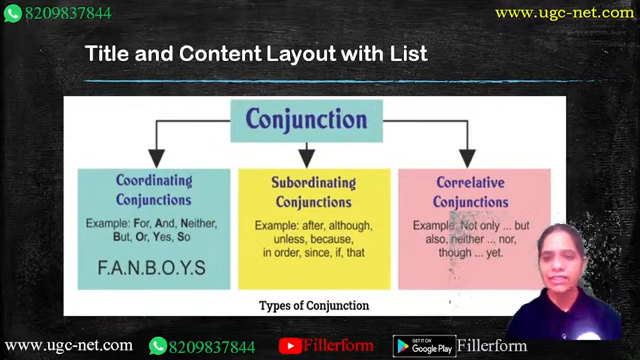 8209837844
www.ugc-net.com
Title and Content Layout with List
Conjunction
Coordinating
Conjunctions
Example: For, And, Neither,
But, Or, Yes, So
F.A.N.B.O.Y.S
Subordinating
Conjunctions
Example: after, although,
unless, because,
in order, since, if, that
Correlative
Conjunctions
Example: Not only ... but
also, neither ... nor,
though ... yet.
Types of Conjunction
www.ugc-net.com
8209837844
Fillerform
GET IT ON
Google Play
Fillerform